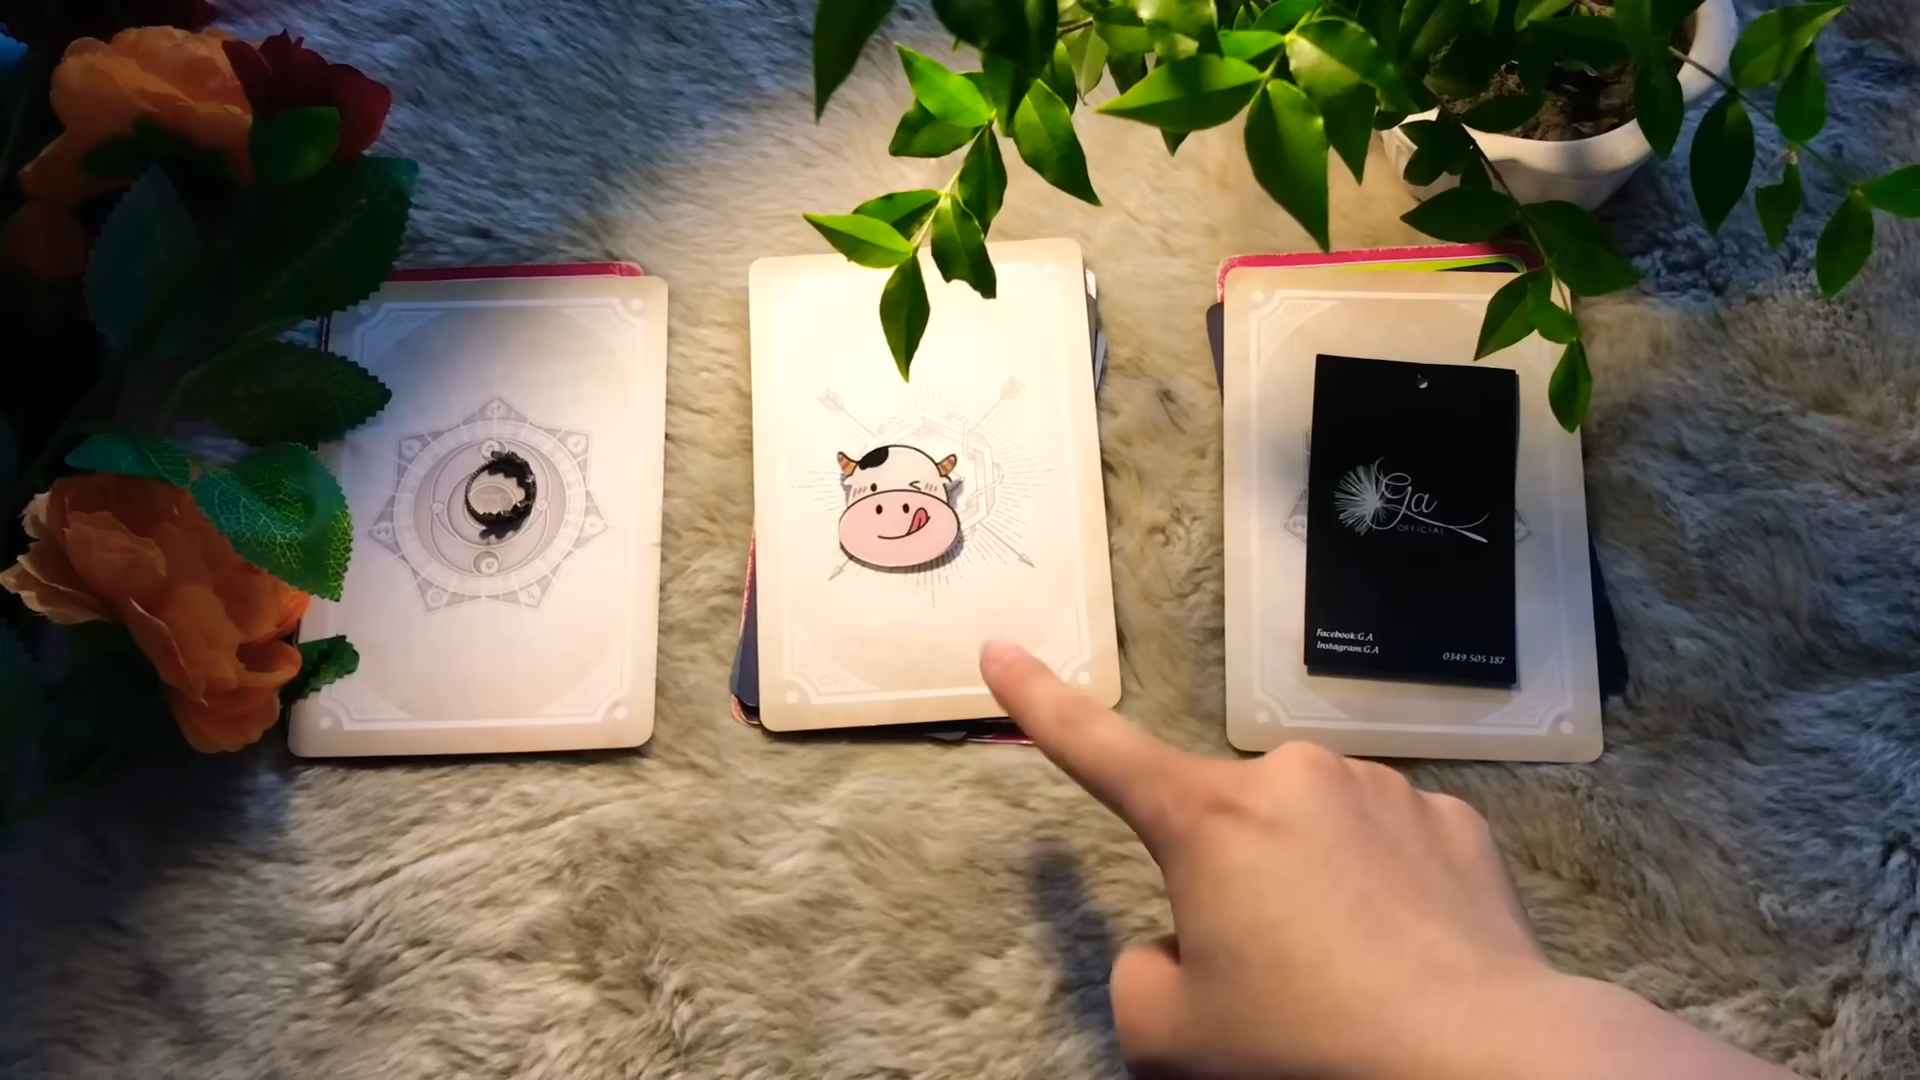 Ga
OFFICIAL
Facebook:G.A
Instagram:G.A
0349 505 187